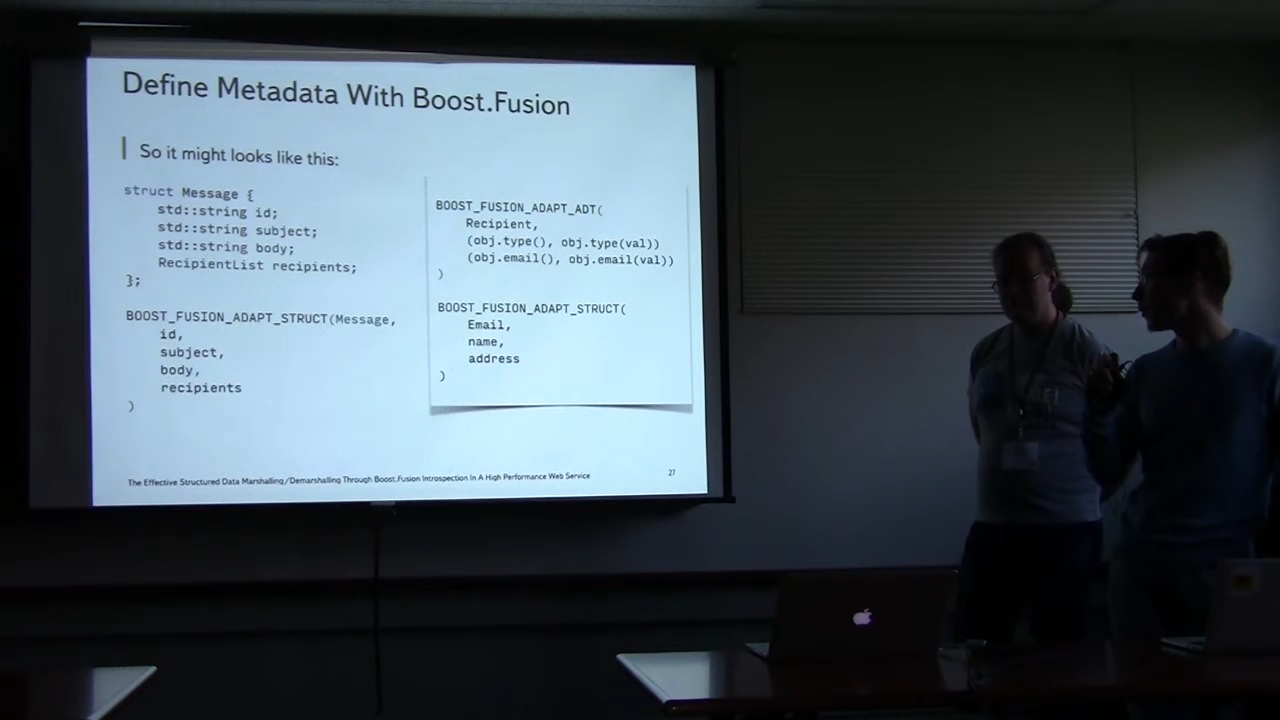 Define Metadata With Boost.Fusion
So it might looks like this:
struct Message {
std::string id;
std::string subject;
std::string body;
RecipientList recipients;
};
BOOST_FUSION_ADAPT_STRUCT(Message,
id,
subject,
body,
recipients
)
BOOST_FUSION_ADAPT_ADT(
Recipient,
(obj.type(), obj.type(val))
(obj.email(), obj.email(val))
)
BOOST_FUSION_ADAPT_STRUCT(
Email,
name,
address
)
The Effective Structured Data Marshalling/Demarshalling Through Boost.Fusion Introspection In A High Performance Web Service
27